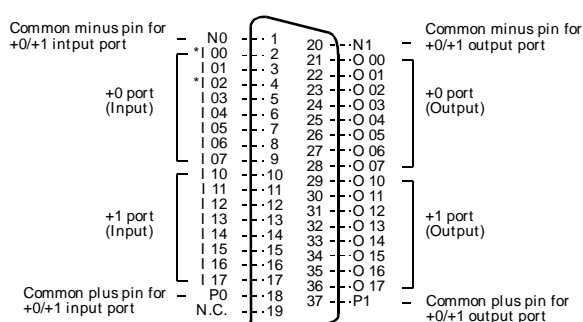 Common minus pin for
+0/+1 intput port
N0 1
*I 00 2
I 01 3
*I 02 4
I 03 5
I 04 6
I 05 7
I 06 8
I 07 9
I 10 10
I 11 11
I 12 12
I 13 13
I 14 14
I 15 15
I 16 16
I 17 17
P0 18
N.C. 19
+0 port
(Input)
+1 port
(Input)
Common plus pin for
+0/+1 input port
20 N1
21 O 00
22 O 01
23 O 02
24 O 03
25 O 04
26 O 05
27 O 06
28 O 07
29 O 10
30 O 11
31 O 12
32 O 13
33 O 14
34 O 15
35 O 16
36 O 17
37 P1
Common minus pin for
+0/+1 output port
+0 port
(Output)
+1 port
(Output)
Common plus pin for
+0/+1 output port